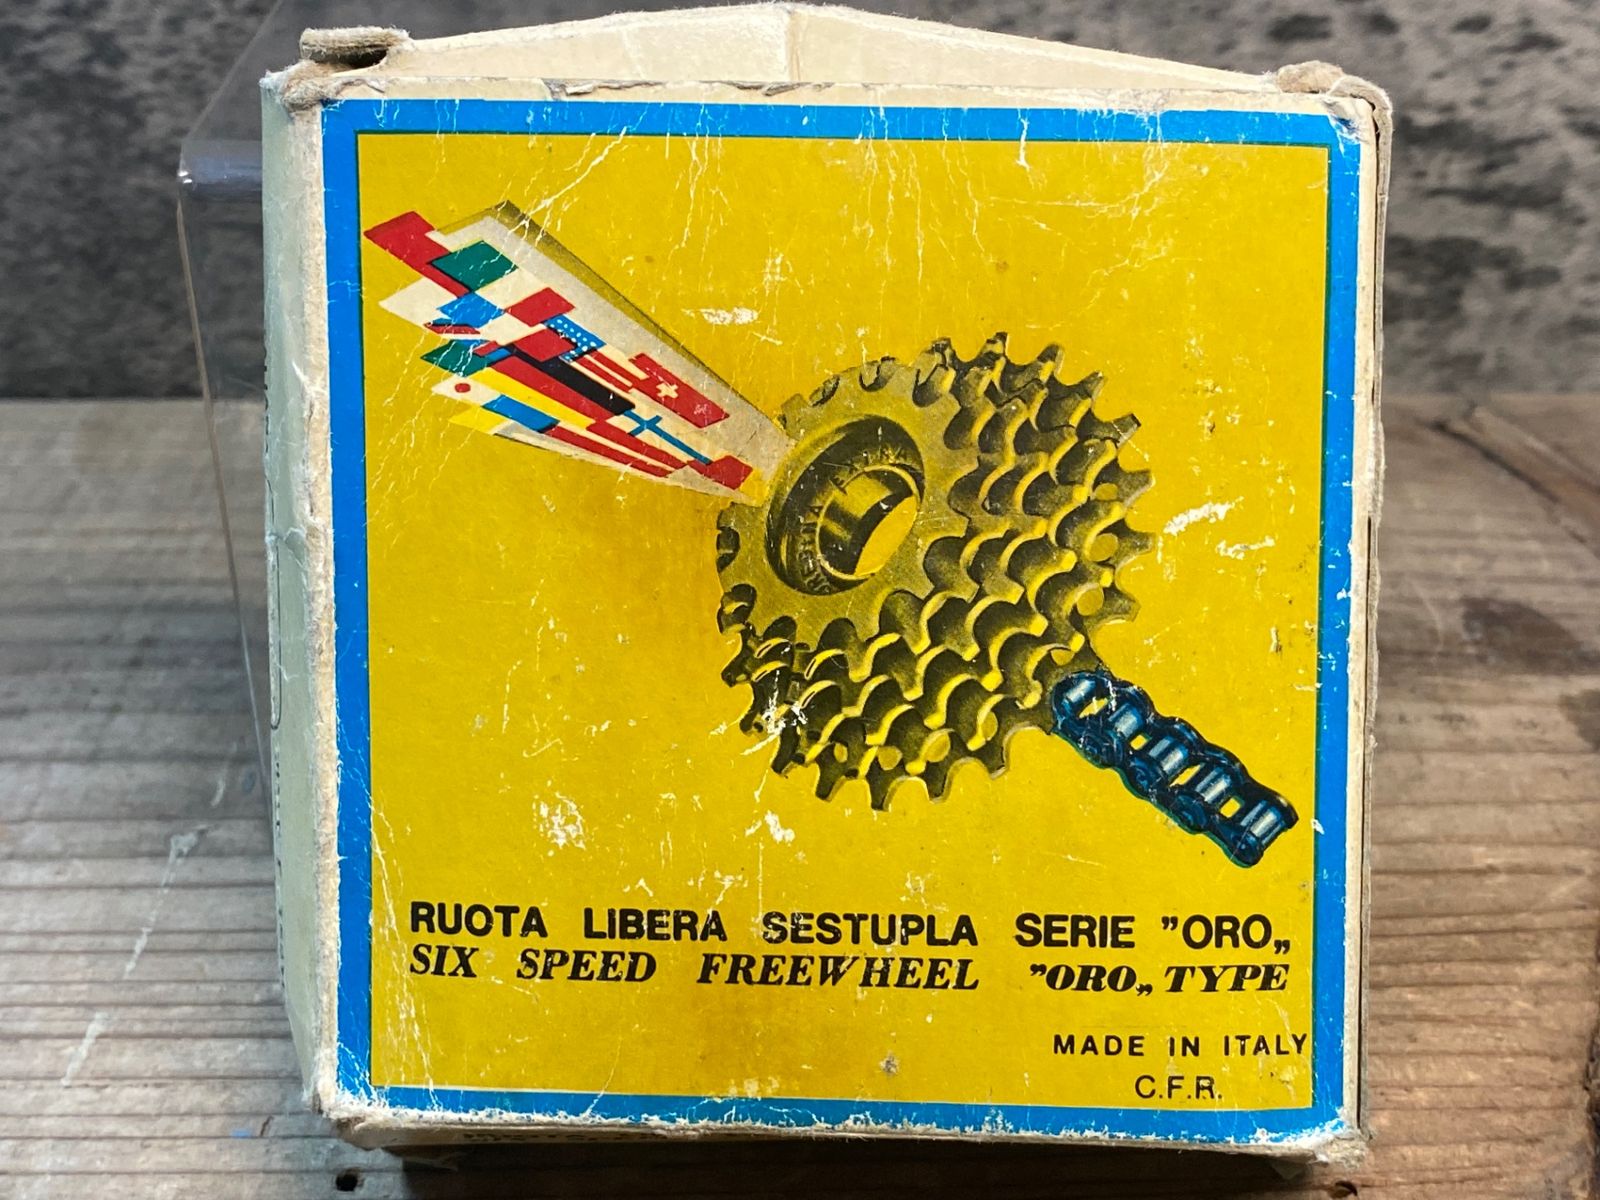 RUOTA LIBERA SESTUPLA SERIE "ORO„
SIX SPEED FREEWHEEL "ORO„ TYPE
MADE IN ITALY
C.F.R.